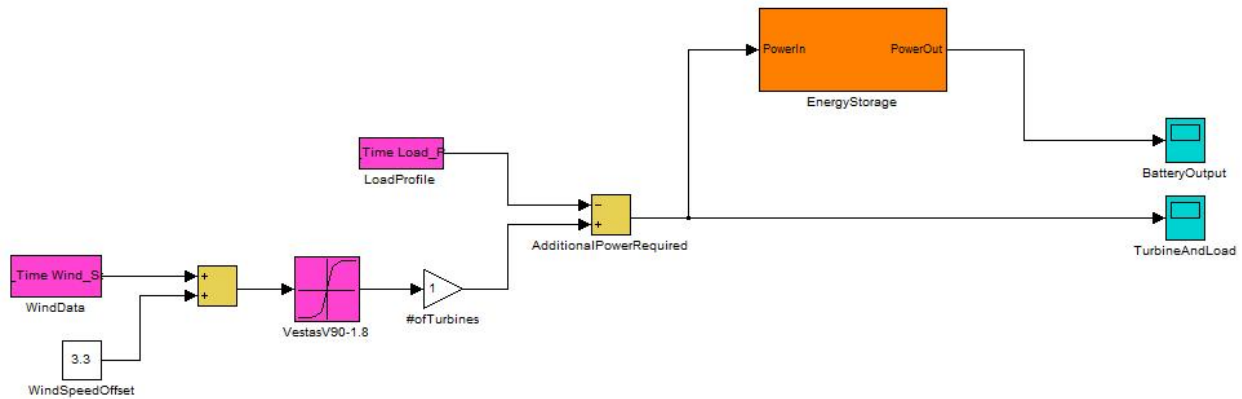 PowerIn PowerOut
EnergyStorage
_Time Load_P
LoadProfile
BatteryOutput
−
+
AdditionalPowerRequired
TurbineAndLoad
_Time Wind_S
WindData
+
+
VestasV90-1.8
1
#ofTurbines
3.3
WindSpeedOffset